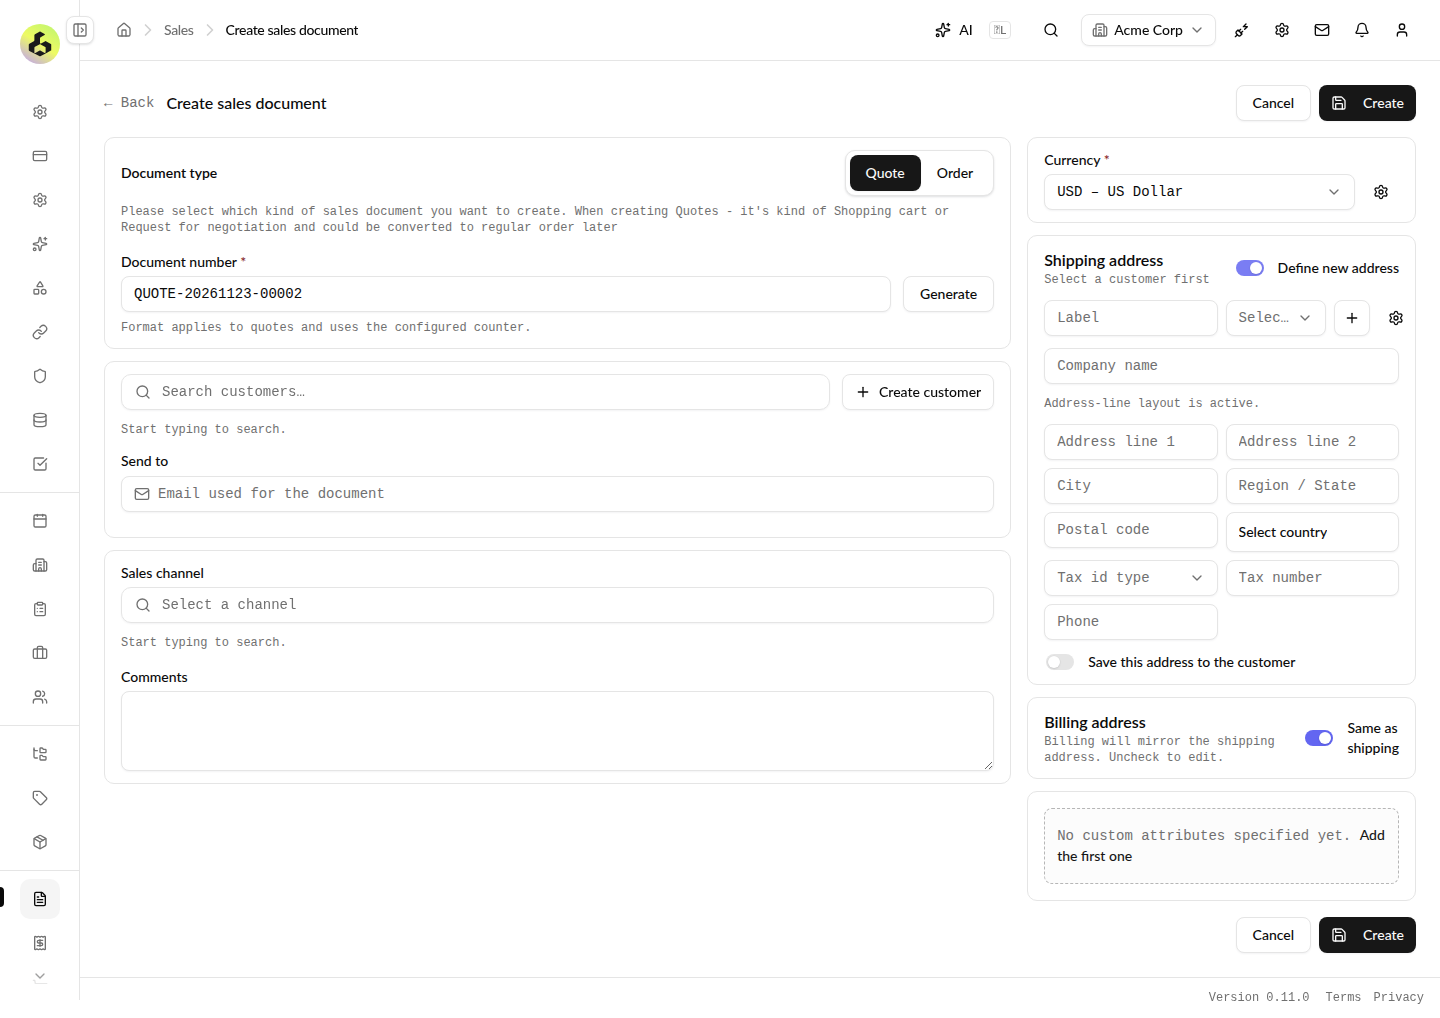 Sales
Create sales document
AI
L
Acme Corp
← Back
Create sales document
Cancel
Create
Document type
Quote
Order
Please select which kind of sales document you want to create. When creating Quotes - it's kind of Shopping cart or
Request for negotiation and could be converted to regular order later
Document number *
QUOTE-20261123-00002
Generate
Format applies to quotes and uses the configured counter.
Search customers…
Create customer
Start typing to search.
Send to
Email used for the document
Sales channel
Select a channel
Start typing to search.
Comments
Currency *
USD – US Dollar
Shipping address
Select a customer first
Define new address
Label
Selec…
Company name
Address-line layout is active.
Address line 1
Address line 2
City
Region / State
Postal code
Select country
Tax id type
Tax number
Phone
Save this address to the customer
Billing address
Billing will mirror the shipping
address. Uncheck to edit.
Same as
shipping
No custom attributes specified yet. Add
the first one
Cancel
Create
Version 0.11.0
Terms
Privacy